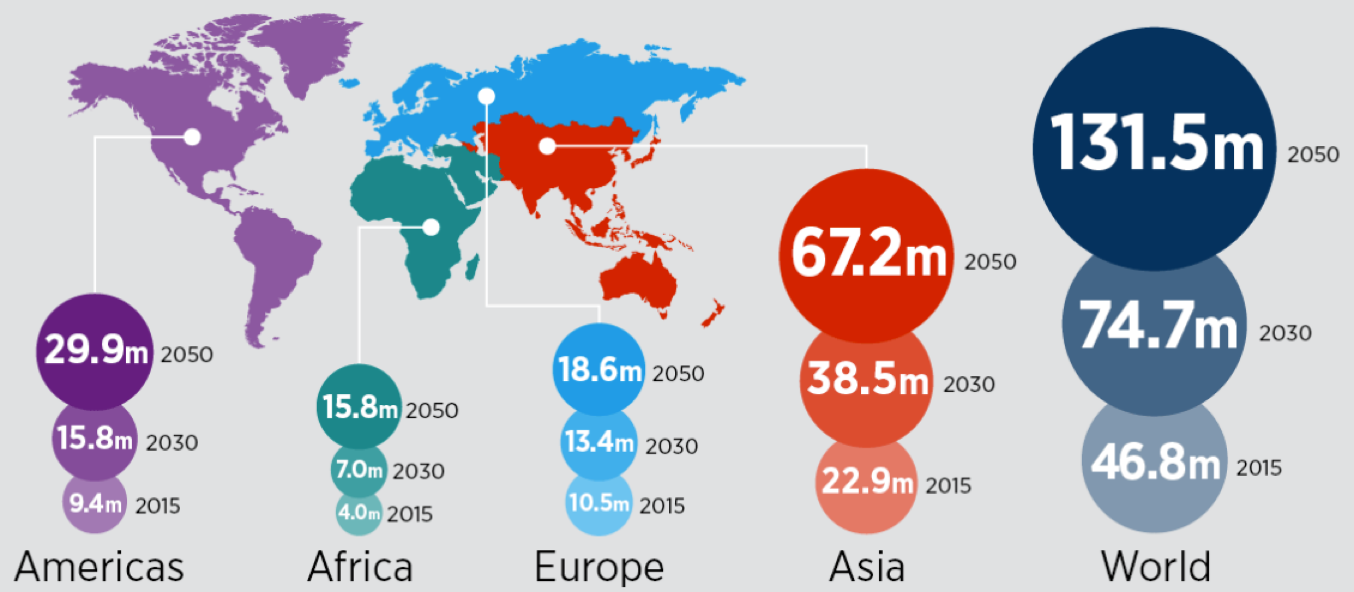 29.9m 2050
15.8m 2030
9.4m 2015
Americas
15.8m 2050
7.0m 2030
4.0m 2015
Africa
18.6m 2050
13.4m 2030
10.5m 2015
Europe
67.2m 2050
38.5m 2030
22.9m 2015
Asia
131.5m 2050
74.7m 2030
46.8m 2015
World